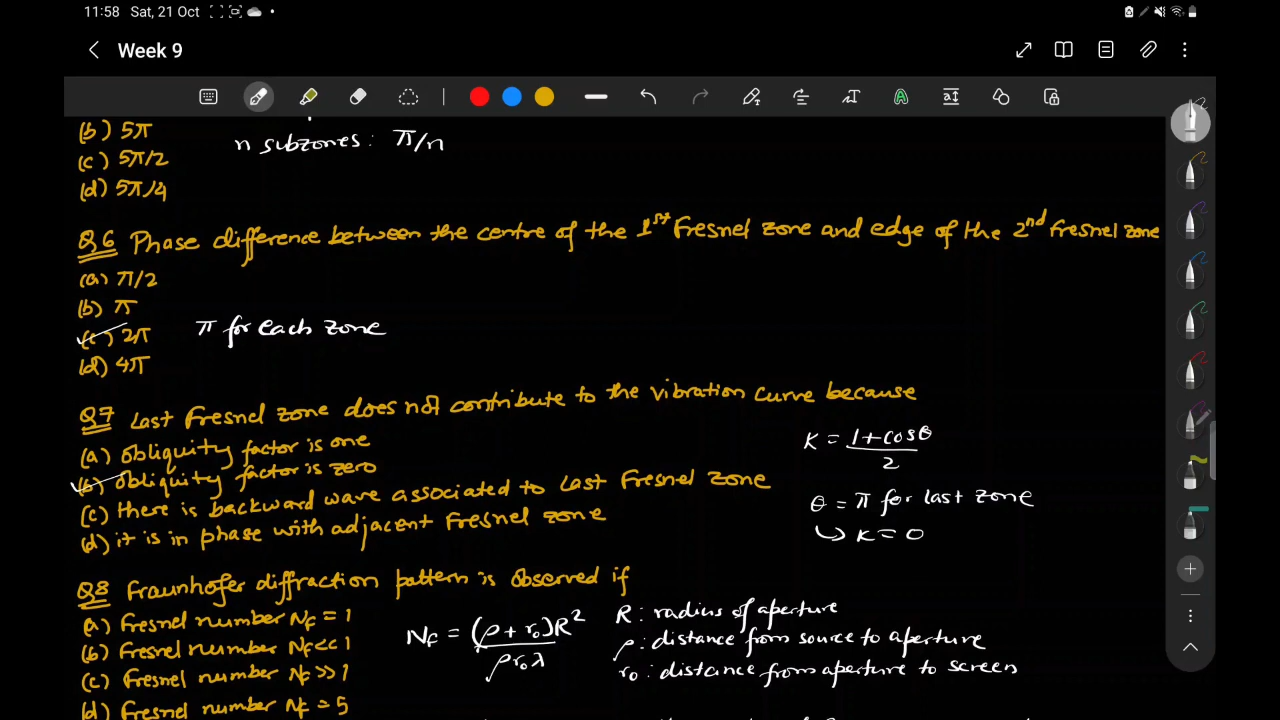 11:58 Sat, 21 Oct
Week 9
(b) 5π
n subzones: π/n
(c) 5π/2
(d) 5π/4
Q6 Phase difference between the centre of the 1st Fresnel zone and edge of the 2nd Fresnel zone
(a) π/2
(b) π
(c) 2π
π for each zone
(d) 4π
Q7 Last Fresnel zone does not contribute to the vibration curve because
(a) obliquity factor is one
(b) obliquity factor is zero
(c) there is backward wave associated to last Fresnel zone
(d) it is in phase with adjacent Fresnel zone
K = 1+cosθ
2
θ = π for last zone
↳ K = 0
Q8 Fraunhofer diffraction pattern is observed if
(a) Fresnel number NF = 1
(b) Fresnel number NF << 1
(c) Fresnel number NF >> 1
(d) Fresnel number NF = 5
NF = (ρ + r0)R²
ρr0λ
R: radius of aperture
ρ: distance from source to aperture
r0: distance from aperture to screen